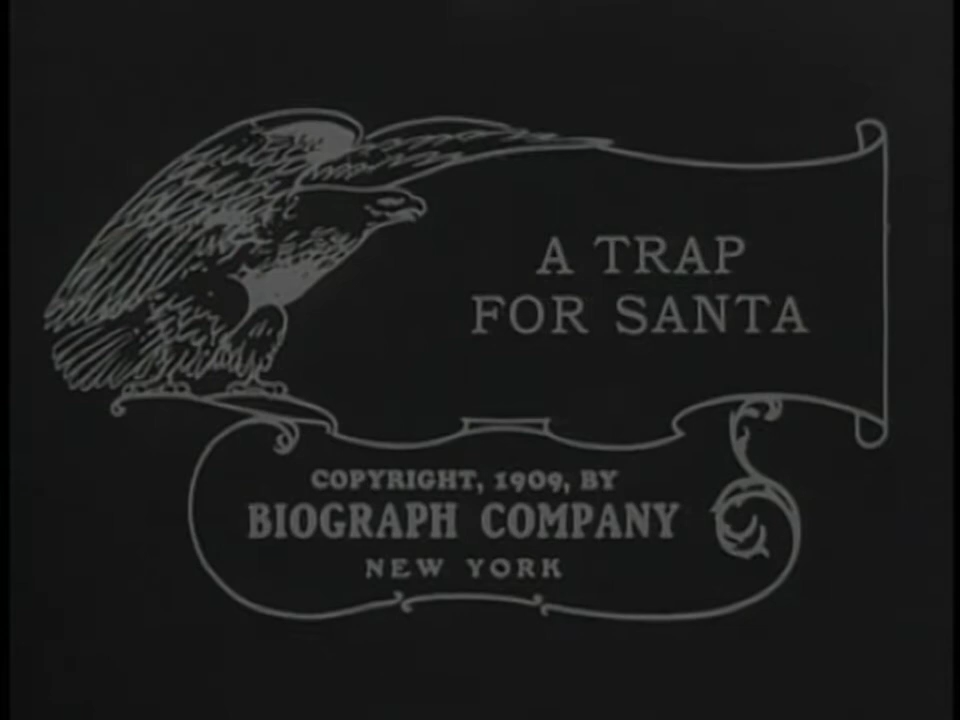 A TRAP
FOR SANTA
COPYRIGHT, 1909, BY
BIOGRAPH COMPANY
NEW YORK